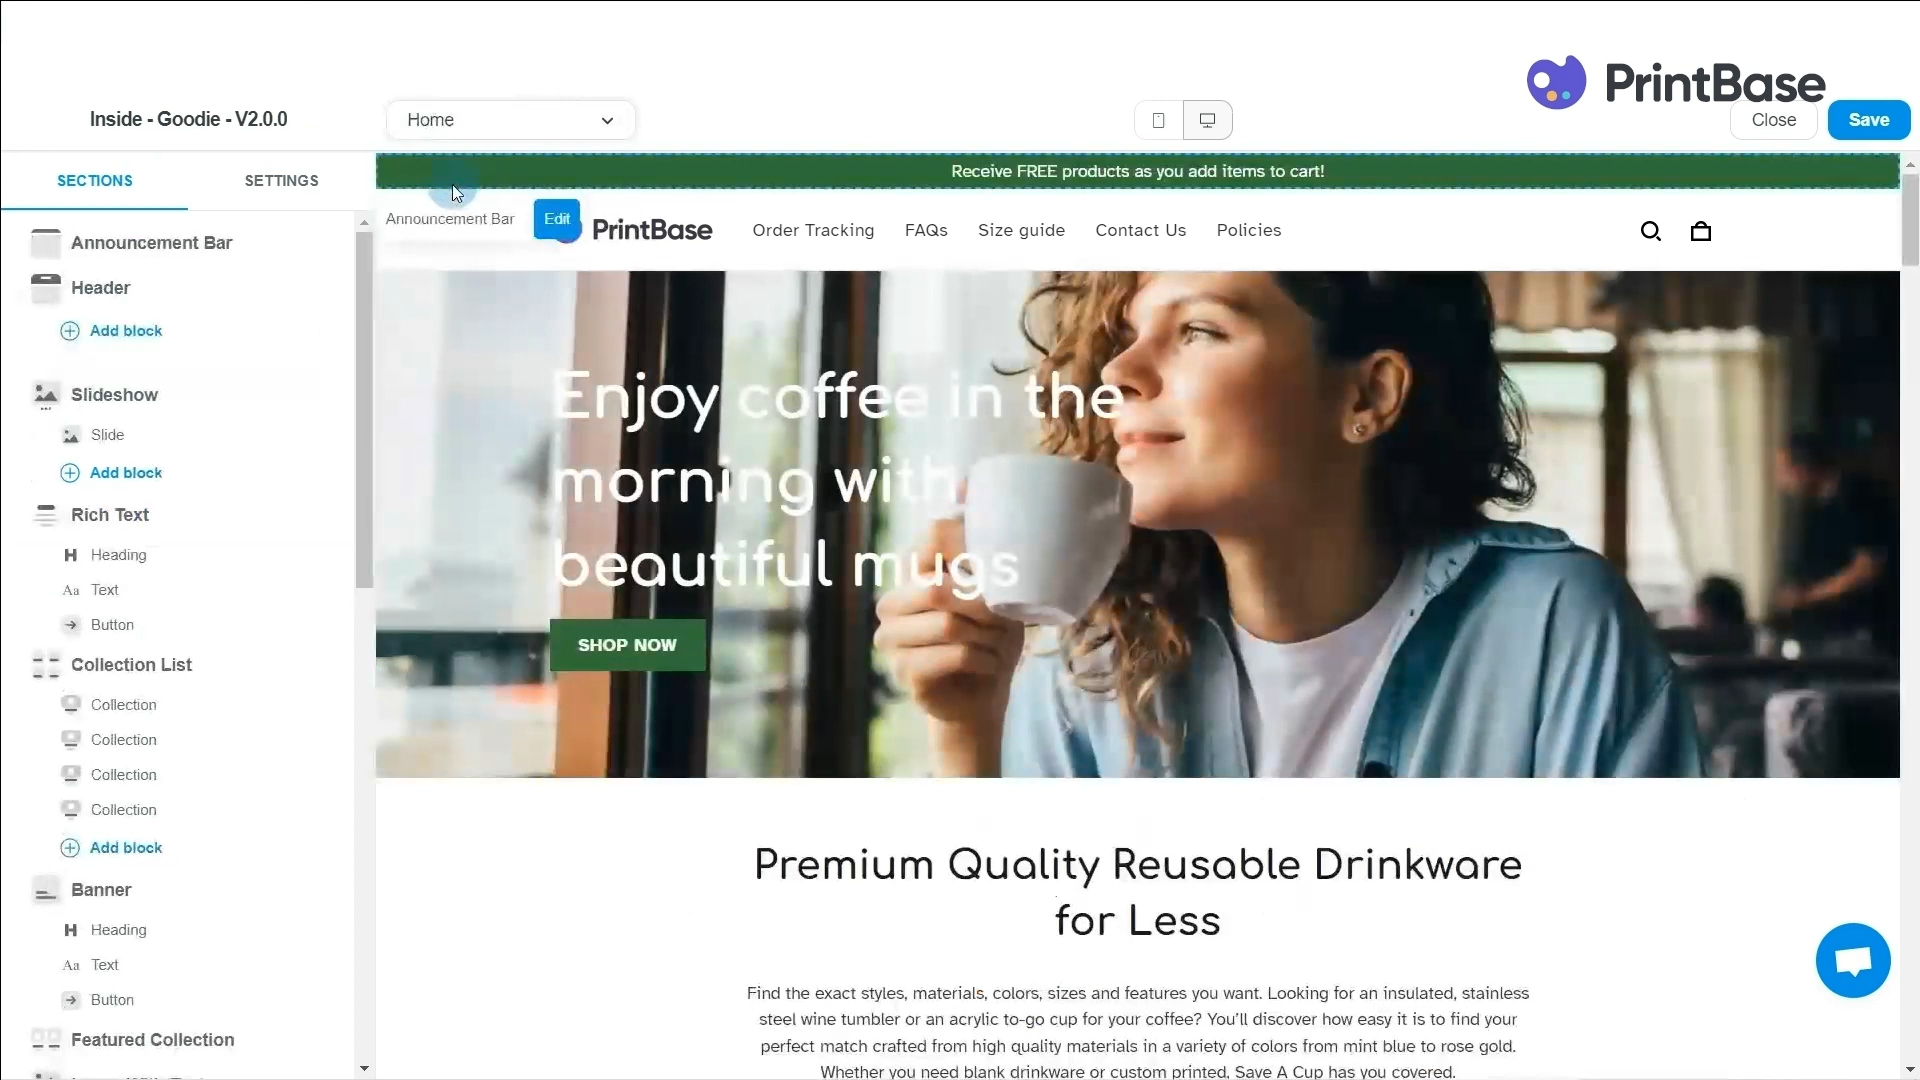 PrintBase
Inside - Goodie - V2.0.0
Home
Close
Save
SECTIONS
SETTINGS
Announcement Bar
Header
Add block
Slideshow
Slide
Add block
Rich Text
Heading
Text
Button
Collection List
Collection
Collection
Collection
Collection
Add block
Banner
Heading
Text
Button
Featured Collection
Receive FREE products as you add items to cart!
Announcement Bar
Edit
PrintBase
Order Tracking
FAQs
Size guide
Contact Us
Policies
Enjoy coffee in the
morning with
beautiful mugs
SHOP NOW
Premium Quality Reusable Drinkware
for Less
Find the exact styles, materials, colors, sizes and features you want. Looking for an insulated, stainless
steel wine tumbler or an acrylic to-go cup for your coffee? You’ll discover how easy it is to find your
perfect match crafted from high quality materials in a variety of colors from mint blue to rose gold.
Whether you need blank drinkware or custom printed, Save A Cup has you covered.